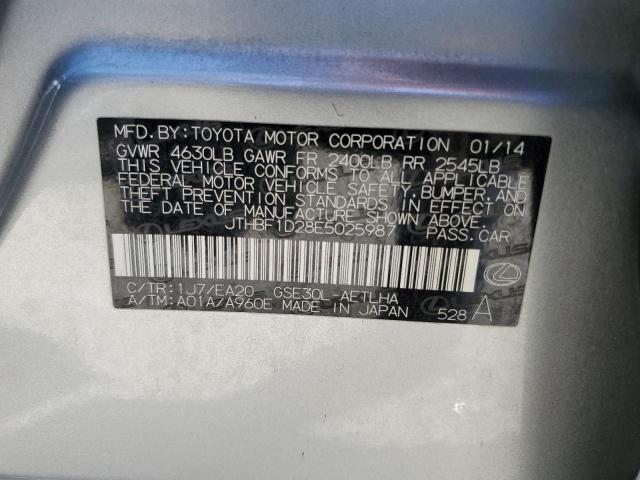 MFD. BY: TOYOTA MOTOR CORPORATION 01/14
GVWR 4630LB GAWR FR 2400LB RR 2545LB
THIS VEHICLE CONFORMS TO ALL APPLICABLE
FEDERAL MOTOR VEHICLE SAFETY, BUMPER, AND
THEFT PREVENTION STANDARDS IN EFFECT ON
THE DATE OF MANUFACTURE SHOWN ABOVE.
JTHBF1D28E5025987 PASS. CAR
C/TR: 1J7/EA20 GSE30L-AETLHA
A/TM: A01A/A960E MADE IN JAPAN 528 A